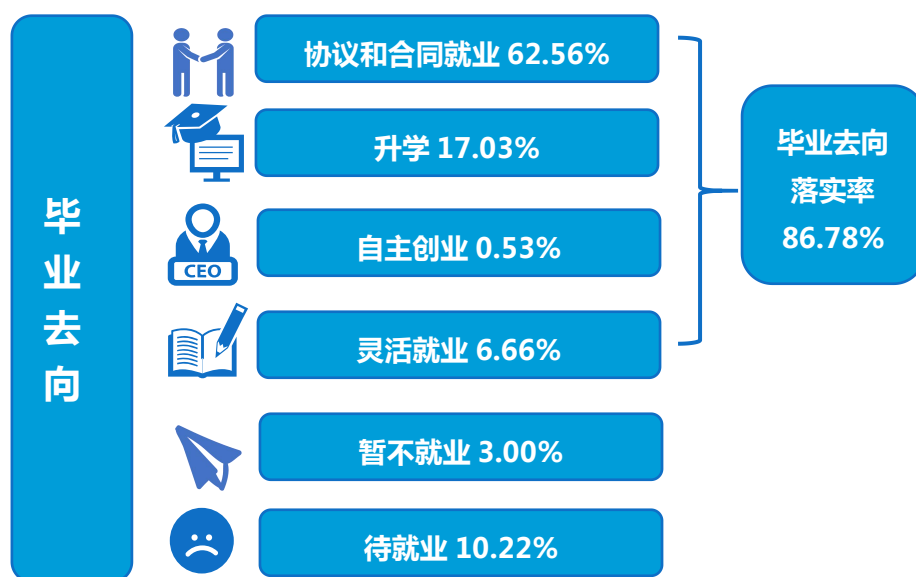 毕业去向
协议和合同就业 62.56%
升学 17.03%
CEO
自主创业 0.53%
灵活就业 6.66%
暂不就业 3.00%
待就业 10.22%
毕业去向
落实率
86.78%